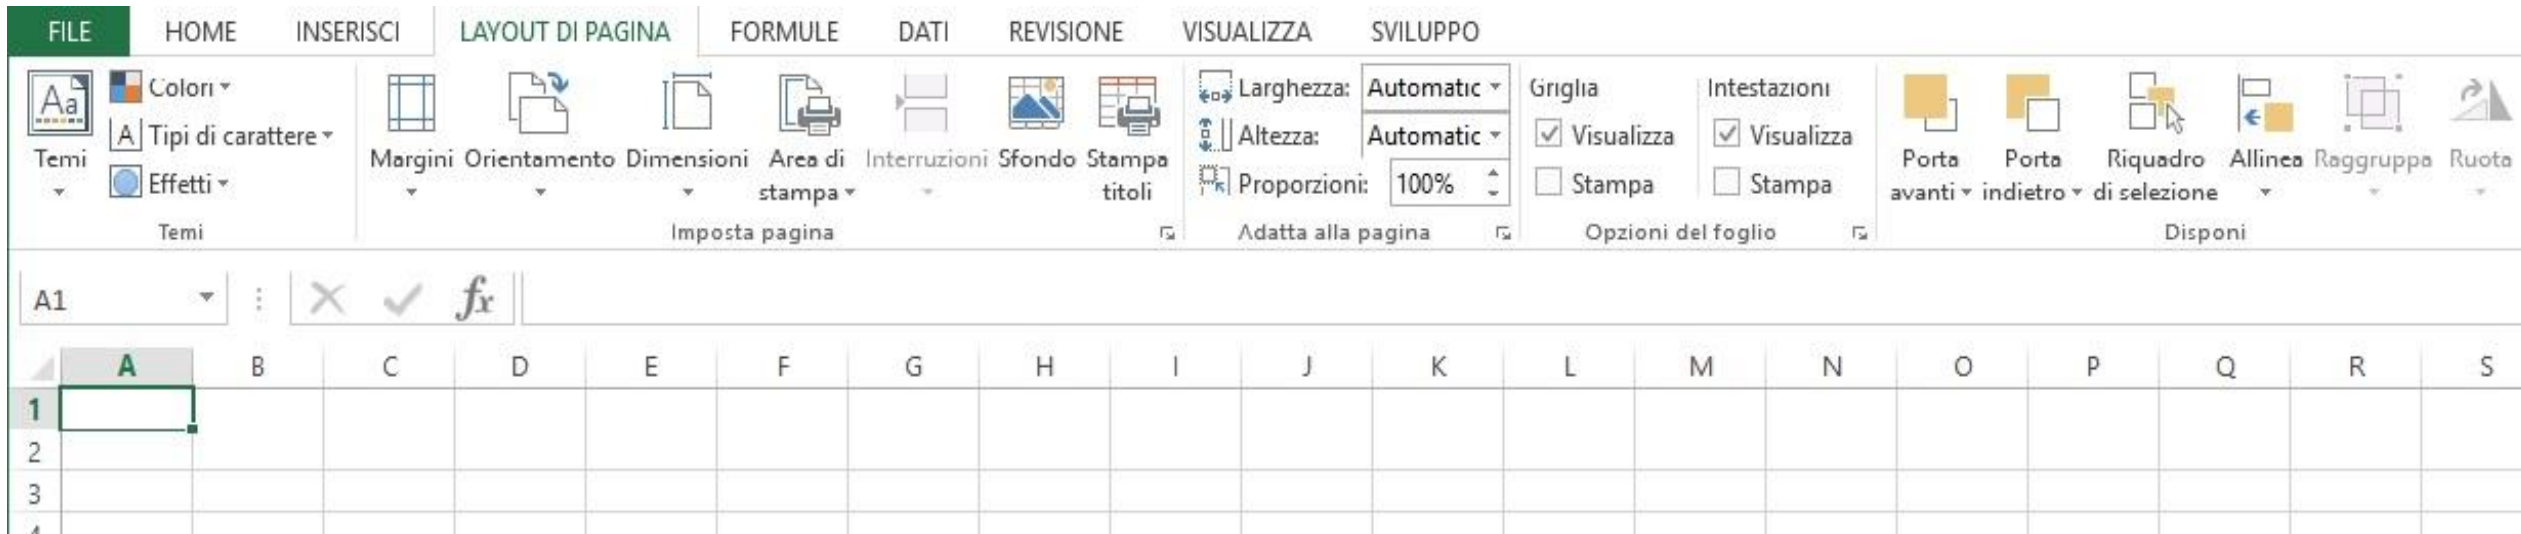 FILE HOME INSERISCI LAYOUT DI PAGINA FORMULE DATI REVISIONE VISUALIZZA SVILUPPO
Aa
Temi
Colori
A Tipi di carattere
Effetti
Temi
Margini
Orientamento
Dimensioni
Area di
stampa
Interruzioni
Sfondo
Stampa
titoli
Imposta pagina
Larghezza: Automatic
Altezza: Automatic
Proporzioni: 100%
Adatta alla pagina
Griglia
Visualizza
Stampa
Intestazioni
Visualizza
Stampa
Opzioni del foglio
Porta
avanti
Porta
indietro
Riquadro
di selezione
Allinea
Raggruppa
Ruota
Disponi
A1 fx
A B C D E F G H I J K L M N O P Q R S
1
2
3
4